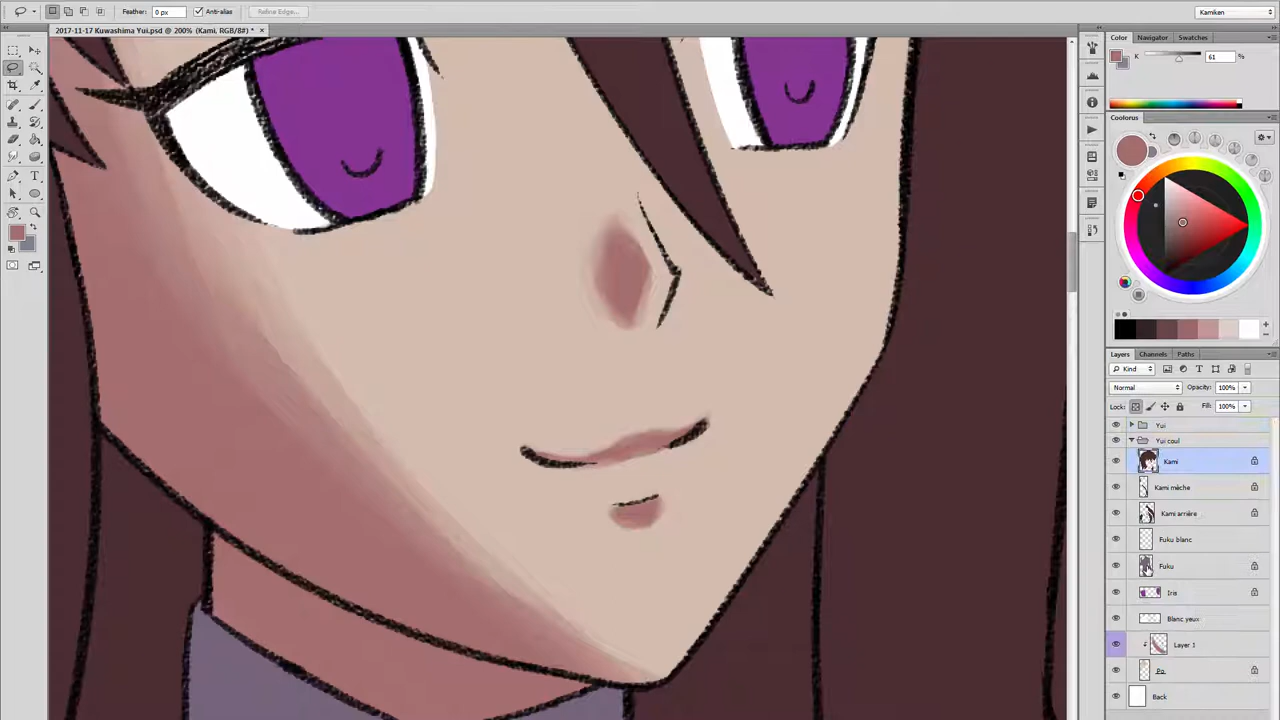 Feather: 0 px Anti-alias Refine Edge... Kamiken
2017-11-17 Kuwashima Yui.psd @ 200% (Kami, RGB/8#) * ×
Color Navigator Swatches
K 61 %
Coolorus
Layers Channels Paths
Kind
Normal Opacity: 100%
Lock: Fill: 100%
Yui
Yui coul
Kami
Kami mèche
Kami arrière
Fuku blanc
Fuku
Iris
Blanc yeux
Layer 1
Po
Back